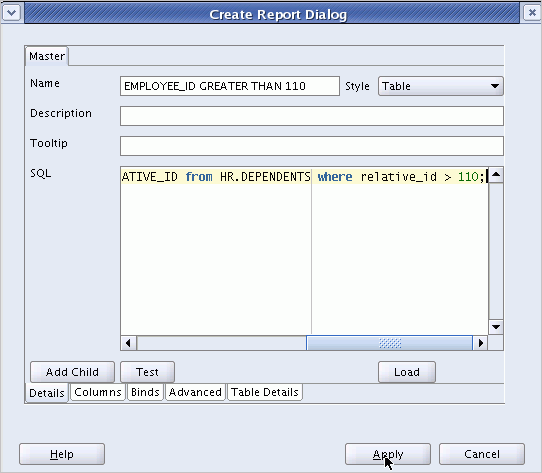 Create Report Dialog
Master
Name EMPLOYEE_ID GREATER THAN 110 Style Table
Description
Tooltip
SQL ATIVE_ID from HR.DEPENDENTS where relative_id > 110;
Add Child Test Load
Details Columns Binds Advanced Table Details
Help Apply Cancel